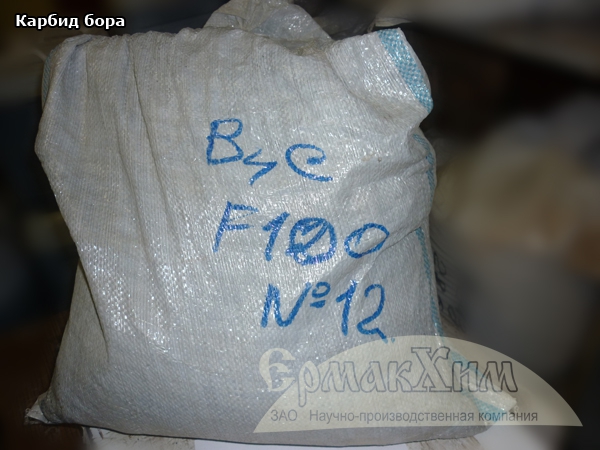 Карбид бора
B₄C
F100
№12
ЕрмакХим
ЗАО Научно-производственная компания